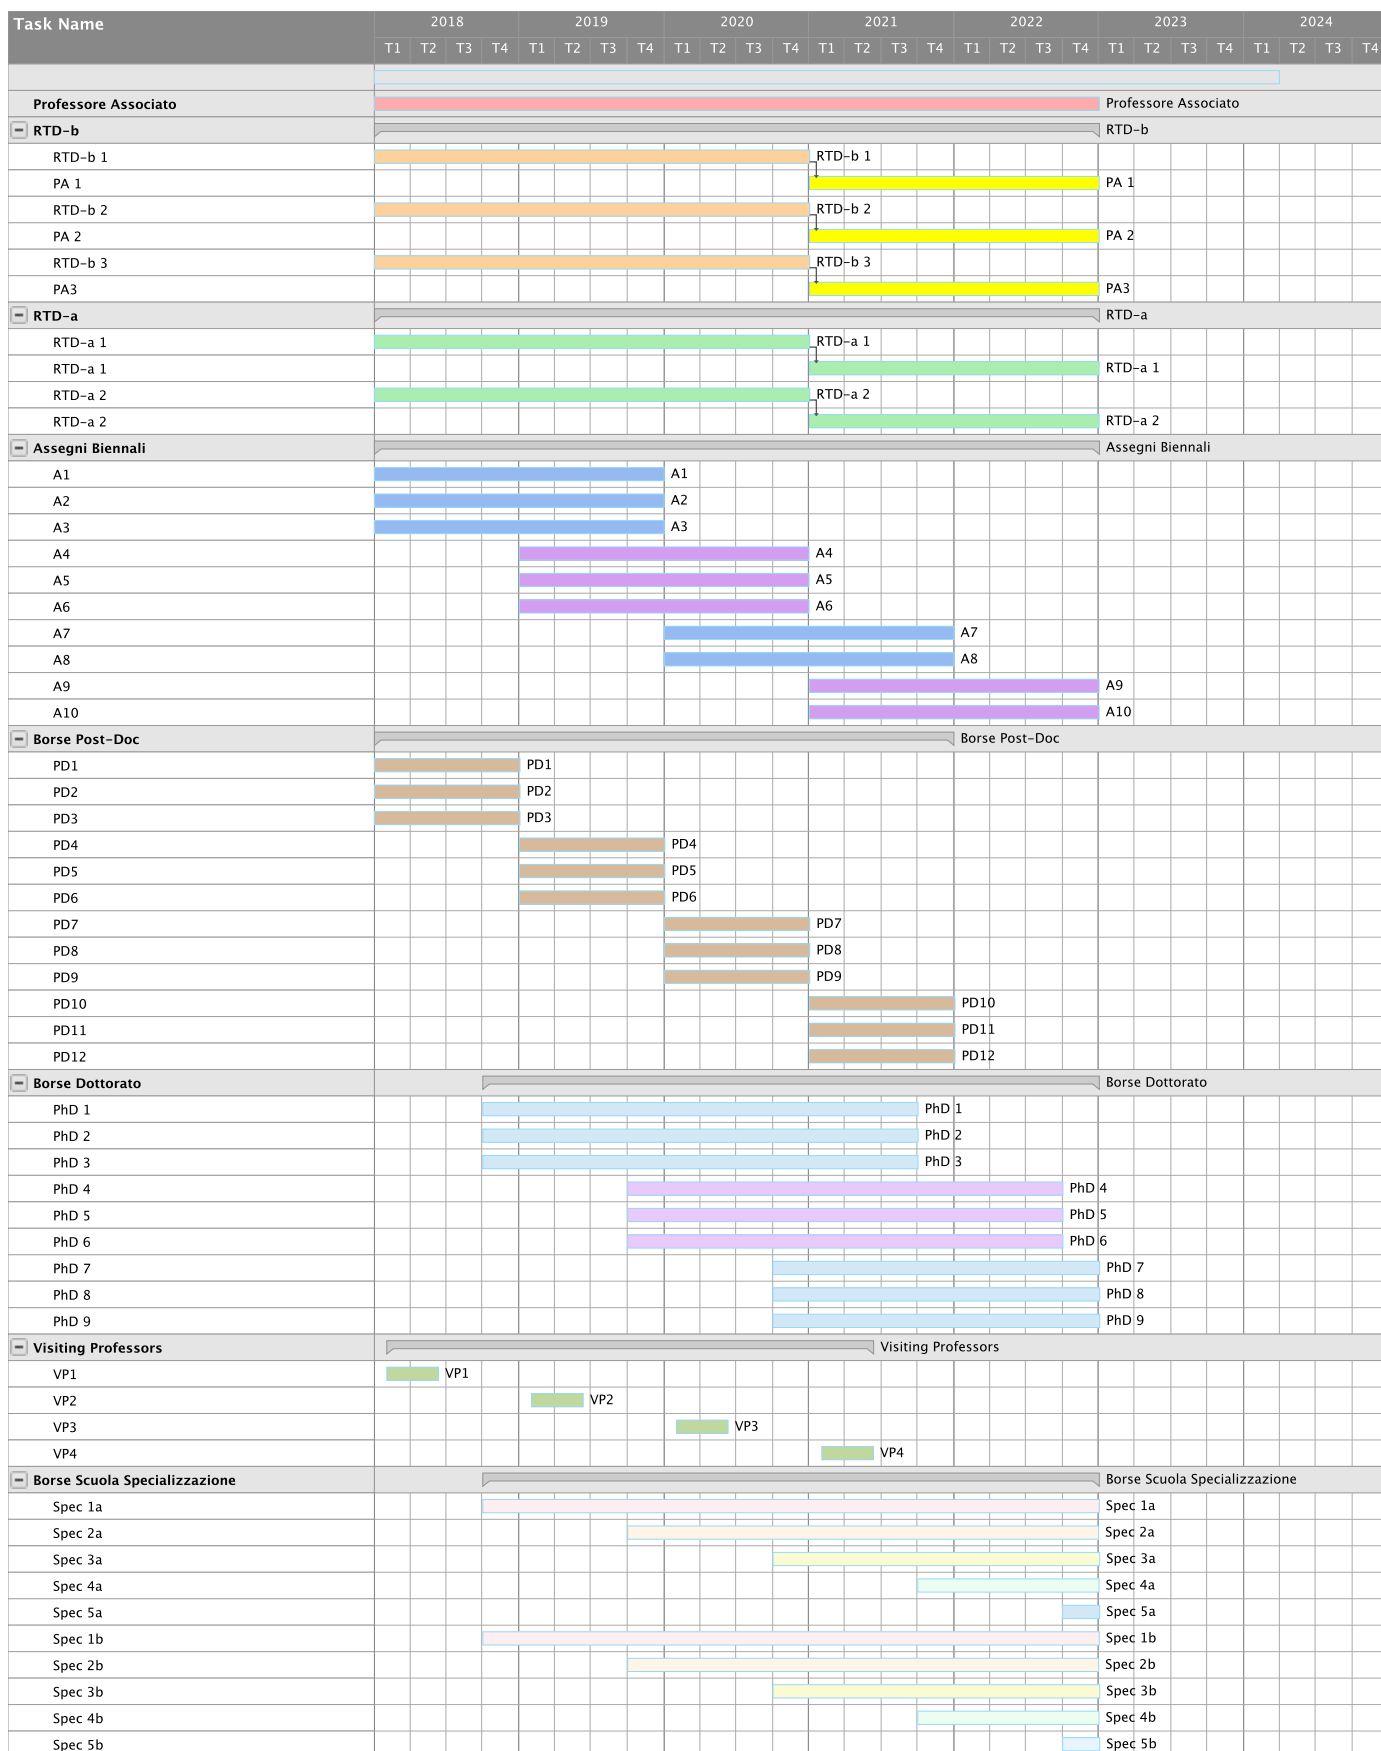 Task Name 2018 2019 2020 2021 2022 2023 2024
T1 T2 T3 T4 T1 T2 T3 T4 T1 T2 T3 T4 T1 T2 T3 T4 T1 T2 T3 T4 T1 T2 T3 T4 T1 T2 T3 T4
Professore Associato Professore Associato
RTD-b RTD-b
RTD-b 1 RTD-b 1
PA 1 PA 1
RTD-b 2 RTD-b 2
PA 2 PA 2
RTD-b 3 RTD-b 3
PA3 PA3
RTD-a RTD-a
RTD-a 1 RTD-a 1
RTD-a 1 RTD-a 1
RTD-a 2 RTD-a 2
RTD-a 2 RTD-a 2
Assegni Biennali Assegni Biennali
A1 A1
A2 A2
A3 A3
A4 A4
A5 A5
A6 A6
A7 A7
A8 A8
A9 A9
A10 A10
Borse Post-Doc Borse Post-Doc
PD1 PD1
PD2 PD2
PD3 PD3
PD4 PD4
PD5 PD5
PD6 PD6
PD7 PD7
PD8 PD8
PD9 PD9
PD10 PD10
PD11 PD11
PD12 PD12
Borse Dottorato Borse Dottorato
PhD 1 PhD 1
PhD 2 PhD 2
PhD 3 PhD 3
PhD 4 PhD 4
PhD 5 PhD 5
PhD 6 PhD 6
PhD 7 PhD 7
PhD 8 PhD 8
PhD 9 PhD 9
Visiting Professors Visiting Professors
VP1 VP1
VP2 VP2
VP3 VP3
VP4 VP4
Borse Scuola Specializzazione Borse Scuola Specializzazione
Spec 1a Spec 1a
Spec 2a Spec 2a
Spec 3a Spec 3a
Spec 4a Spec 4a
Spec 5a Spec 5a
Spec 1b Spec 1b
Spec 2b Spec 2b
Spec 3b Spec 3b
Spec 4b Spec 4b
Spec 5b Spec 5b